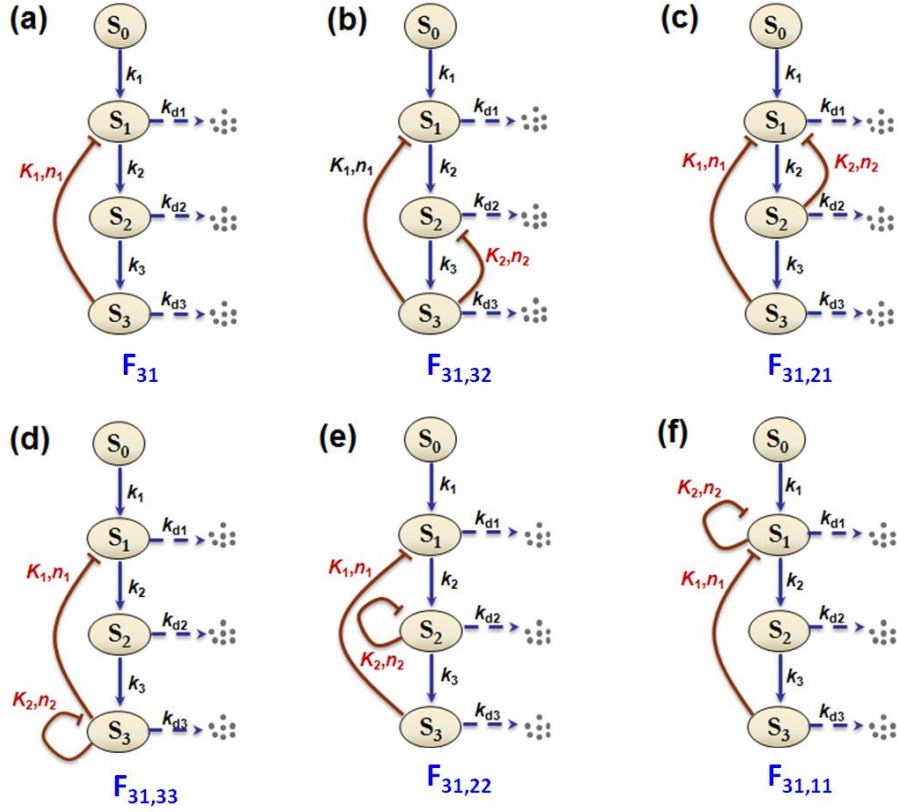 (a)
S0
k1
S1
kd1
K1,n1
k2
S2
kd2
k3
S3
kd3
F31
(b)
S0
k1
S1
kd1
K1,n1
k2
S2
kd2
k3
K2,n2
S3
kd3
F31,32
(c)
S0
k1
S1
kd1
K1,n1
k2
K2,n2
S2
kd2
k3
S3
kd3
F31,21
(d)
S0
k1
S1
kd1
K1,n1
k2
S2
kd2
k3
K2,n2
S3
kd3
F31,33
(e)
S0
k1
S1
kd1
K1,n1
k2
S2
kd2
K2,n2
k3
S3
kd3
F31,22
(f)
S0
k1
K2,n2
S1
kd1
K1,n1
k2
S2
kd2
k3
S3
kd3
F31,11